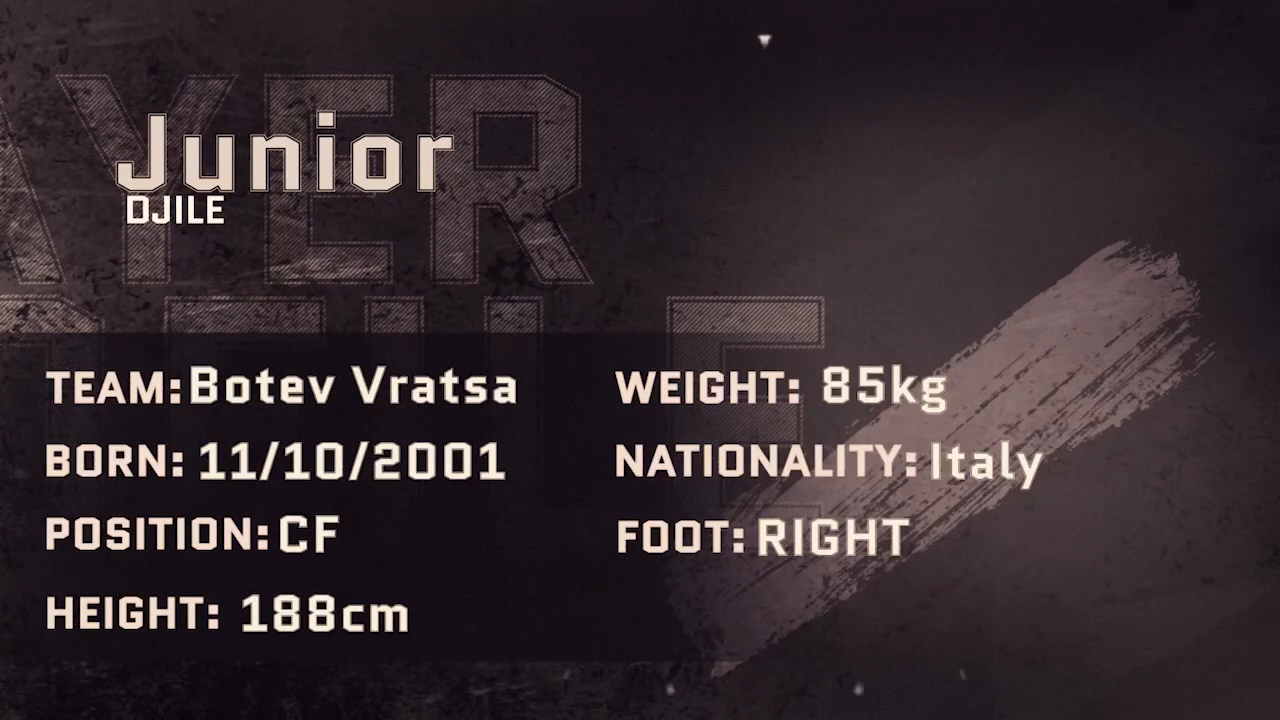 Junior
DJILE
TEAM: Botev Vratsa
BORN: 11/10/2001
POSITION: CF
HEIGHT: 188cm
WEIGHT: 85kg
NATIONALITY: Italy
FOOT: RIGHT